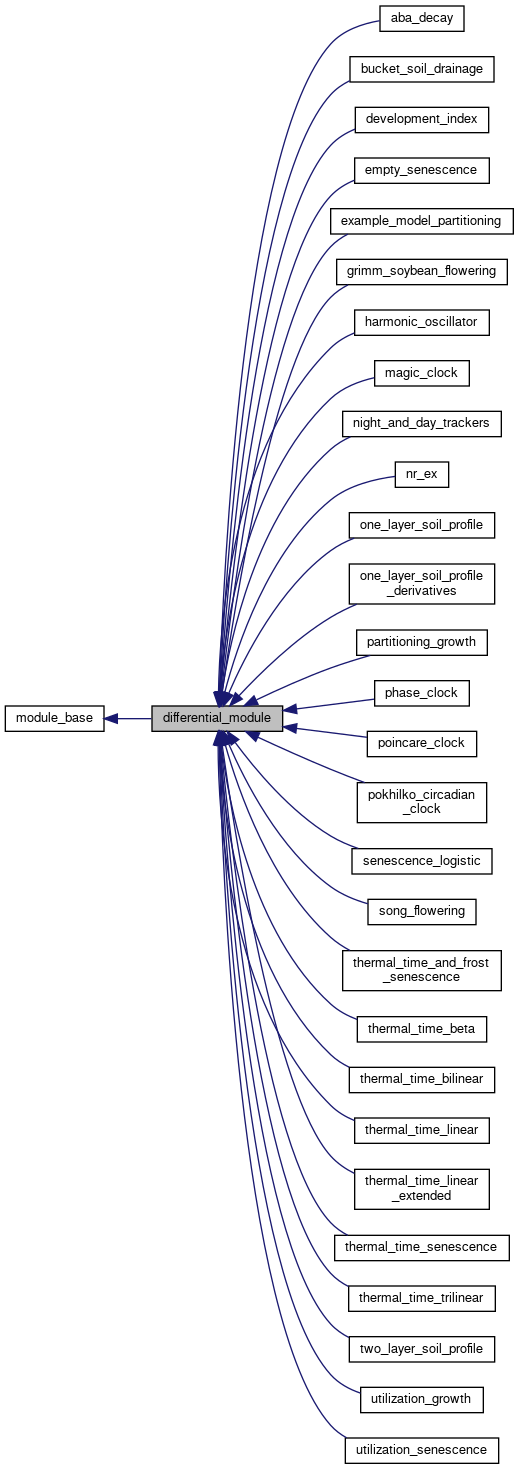 aba_decay
bucket_soil_drainage
development_index
empty_senescence
example_model_partitioning
grimm_soybean_flowering
harmonic_oscillator
magic_clock
night_and_day_trackers
nr_ex
one_layer_soil_profile
one_layer_soil_profile
_derivatives
partitioning_growth
phase_clock
module_base
differential_module
poincare_clock
pokhilko_circadian
_clock
senescence_logistic
song_flowering
thermal_time_and_frost
_senescence
thermal_time_beta
thermal_time_bilinear
thermal_time_linear
thermal_time_linear
_extended
thermal_time_senescence
thermal_time_trilinear
two_layer_soil_profile
utilization_growth
utilization_senescence